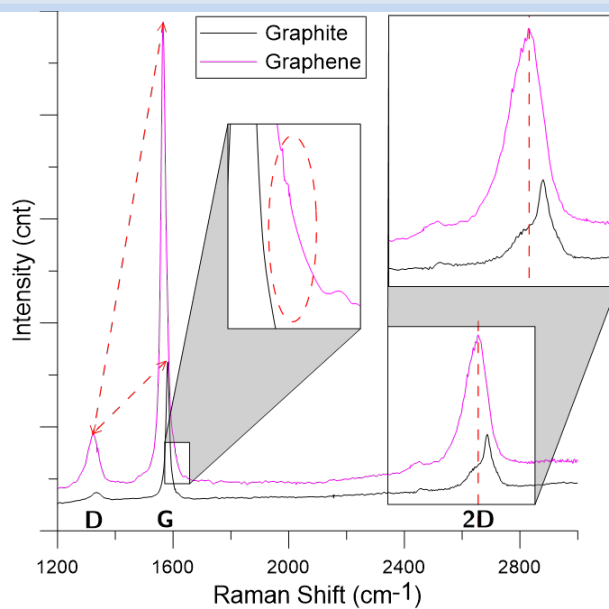 Graphite
Graphene
Intensity (cnt)
D
G
2D
1200
1600
2000
2400
2800
Raman Shift (cm-1)